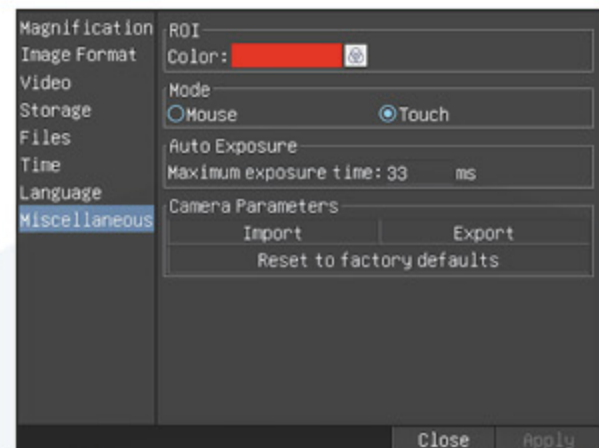 Magnification
Image Format
Video
Storage
Files
Time
Language
Miscellaneous
ROI
Color:
Mode
Mouse
Touch
Auto Exposure
Maximum exposure time: 33 ms
Camera Parameters
Import
Export
Reset to factory defaults
Close
Apply